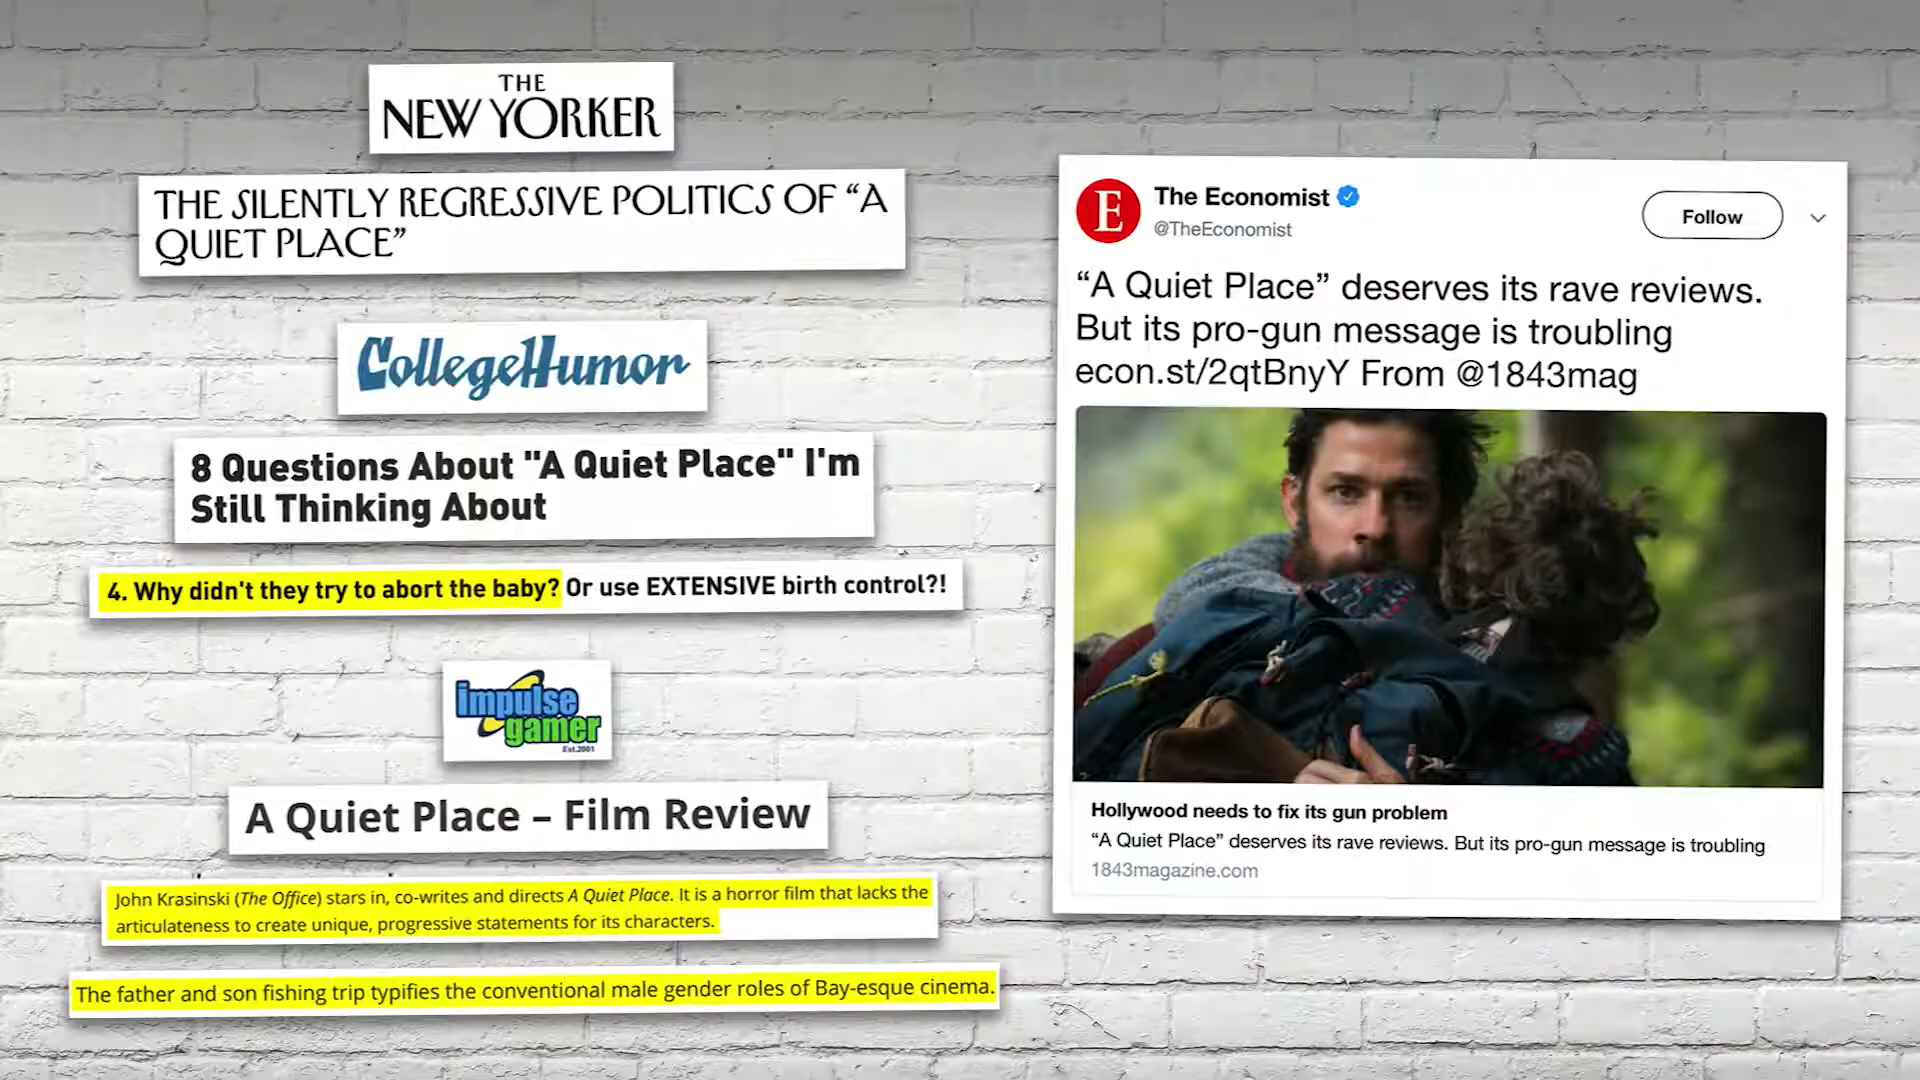 THE
NEW YORKER
THE SILENTLY REGRESSIVE POLITICS OF “A
QUIET PLACE”
CollegeHumor
8 Questions About "A Quiet Place" I'm
Still Thinking About
4. Why didn't they try to abort the baby? Or use EXTENSIVE birth control?!
impulse
gamer
Est.2001
A Quiet Place – Film Review
John Krasinski (The Office) stars in, co-writes and directs A Quiet Place. It is a horror film that lacks the
articulateness to create unique, progressive statements for its characters.
The father and son fishing trip typifies the conventional male gender roles of Bay-esque cinema.
E
The Economist
@TheEconomist
Follow
“A Quiet Place” deserves its rave reviews.
But its pro-gun message is troubling
econ.st/2qtBnyY From @1843mag
Hollywood needs to fix its gun problem
“A Quiet Place” deserves its rave reviews. But its pro-gun message is troubling
1843magazine.com